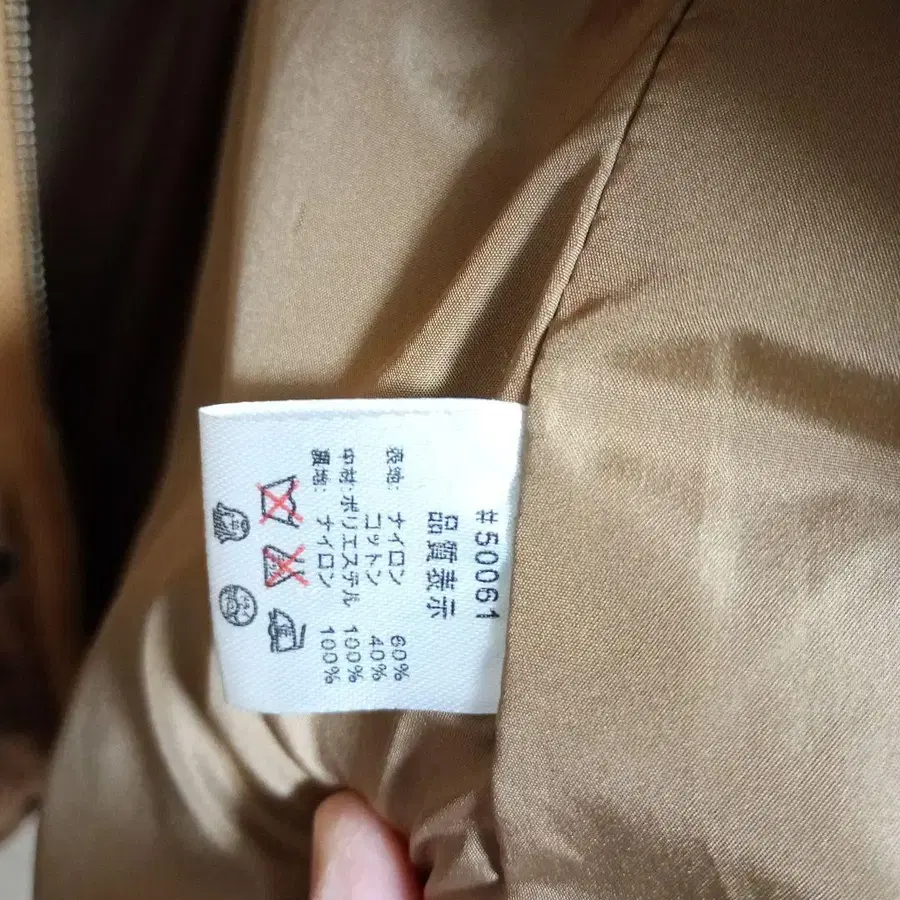 #50061
品質表示
表地: ナイロン 60%
コットン 40%
中材:ポリエステル 100%
裏地: ナイロン 100%